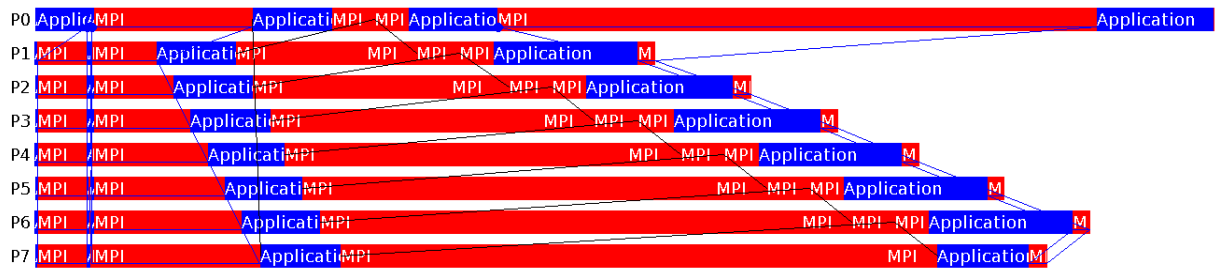 P0 Applic MPI Applicati MPI MPI Application MPI Application
P1 MPI MPI Applicati MPI MPI MPI MPI Application M
P2 MPI MPI Applicati MPI MPI MPI MPI Application M
P3 MPI MPI Applicati MPI MPI MPI MPI Application M
P4 MPI MPI Applicati MPI MPI MPI MPI Application M
P5 MPI MPI Applicati MPI MPI MPI MPI Application M
P6 MPI MPI Applicati MPI MPI MPI MPI Application M
P7 MPI MPI Applicati MPI MPI Application M